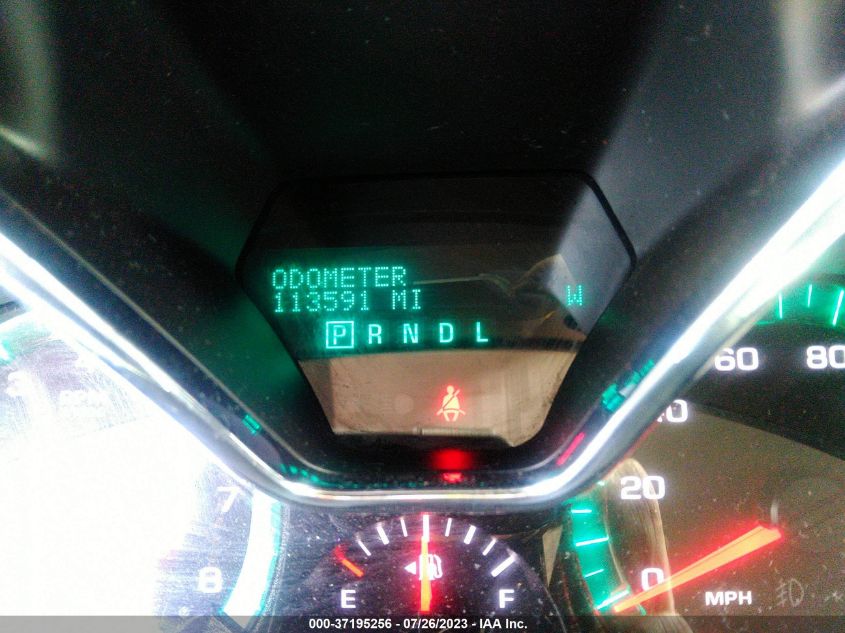 ODOMETER
113591 MI W
P R N D L
60 80
40
7 20
8 0
E F MPH
000-37195256 - 07/26/2023 - IAA Inc.